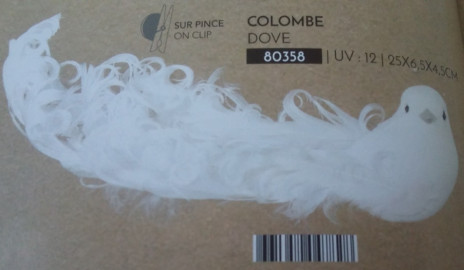 SUR PINCE
ON CLIP
COLOMBE
DOVE
80358 | UV : 12 | 25X6,5X4,5CM